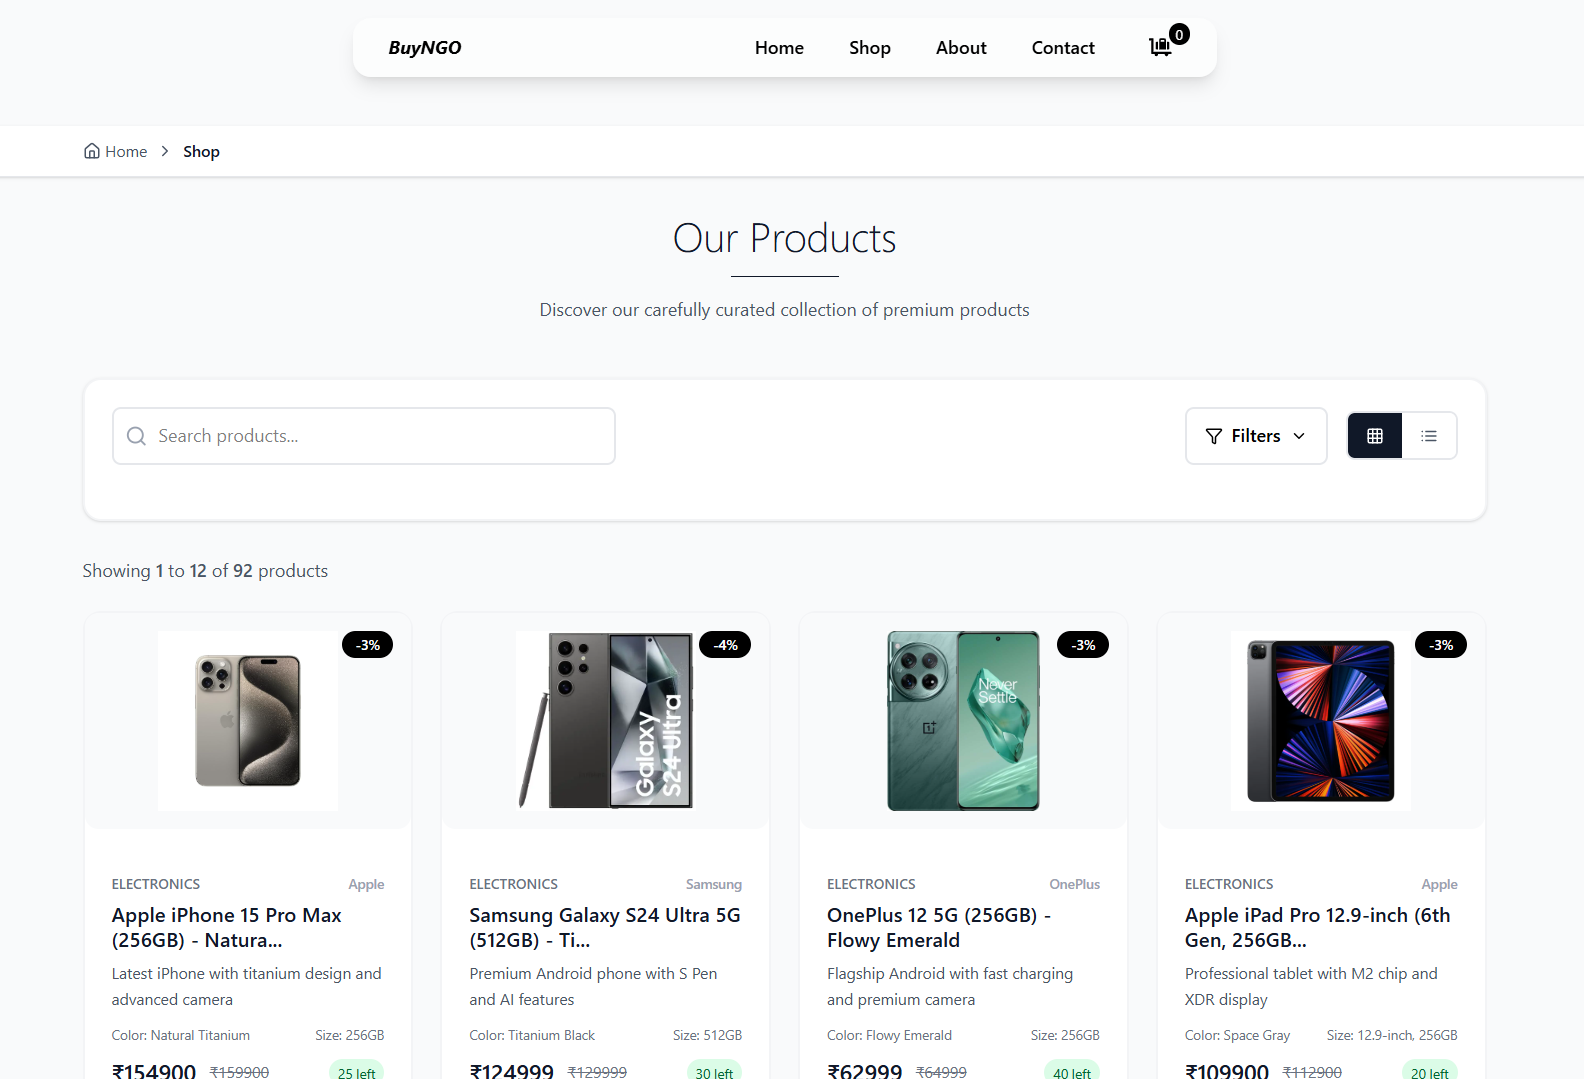 BuyNGO
Home
Shop
About
Contact
0
Home
Shop
Our Products
Discover our carefully curated collection of premium products
Search products...
Filters
Showing 1 to 12 of 92 products
-3%
Galaxy
S24 Ultra
-4%
Never
Settle
-3%
-3%
ELECTRONICS
Apple
Apple iPhone 15 Pro Max
(256GB) - Natura...
Latest iPhone with titanium design and
advanced camera
Color: Natural Titanium
Size: 256GB
₹154900
₹159900
25 left
ELECTRONICS
Samsung
Samsung Galaxy S24 Ultra 5G
(512GB) - Ti...
Premium Android phone with S Pen
and AI features
Color: Titanium Black
Size: 512GB
₹124999
₹129999
30 left
ELECTRONICS
OnePlus
OnePlus 12 5G (256GB) -
Flowy Emerald
Flagship Android with fast charging
and premium camera
Color: Flowy Emerald
Size: 256GB
₹62999
₹64999
40 left
ELECTRONICS
Apple
Apple iPad Pro 12.9-inch (6th
Gen, 256GB...
Professional tablet with M2 chip and
XDR display
Color: Space Gray
Size: 12.9-inch, 256GB
₹109900
₹112900
20 left